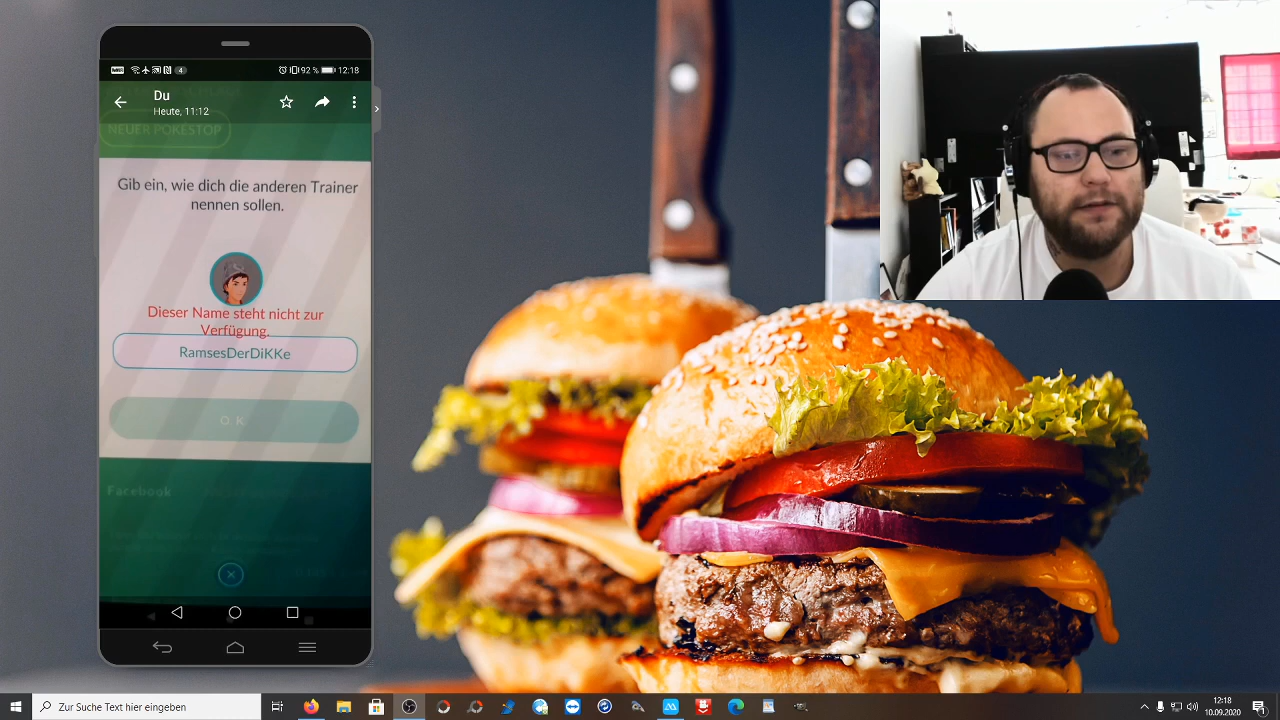 92 % 12:18
Du
Heute, 11:12
NEUER POKÉSTOP
Gib ein, wie dich die anderen Trainer
nennen sollen.
Dieser Name steht nicht zur
Verfügung.
RamsesDerDiKKe
O K
Facebook
Zur Suche Text hier eingeben
12:18
10.09.2020